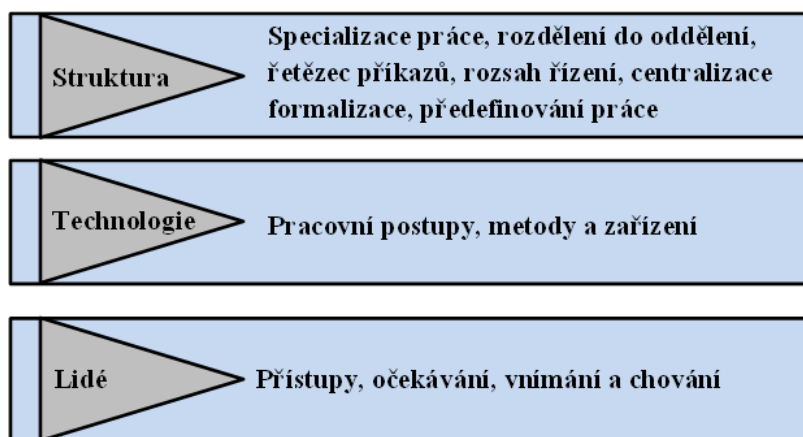 Struktura
Specializace práce, rozdělení do oddělení,
řetězec příkazů, rozsah řízení, centralizace
formalizace, předefinování práce
Technologie
Pracovní postupy, metody a zařízení
Lidé
Přístupy, očekávání, vnímání a chování